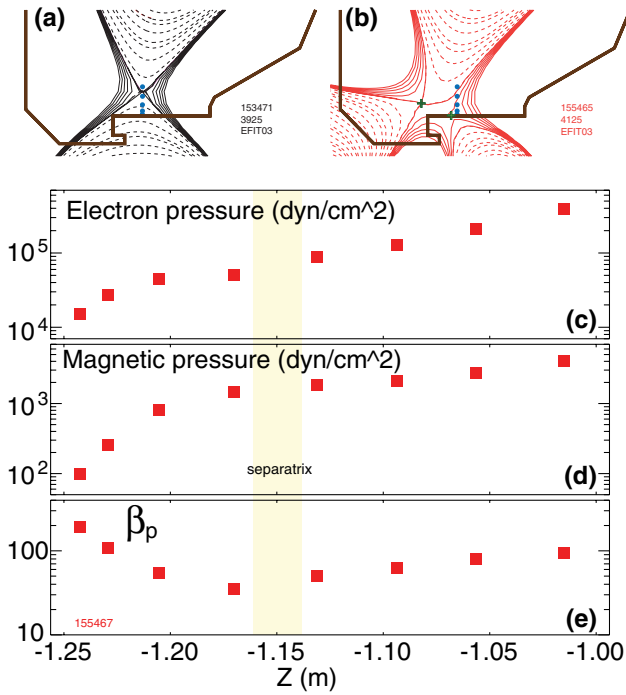 (a)
153471
3925
EFIT03
(b)
155465
4125
EFIT03
Electron pressure (dyn/cm^2)
10^5
10^4
(c)
Magnetic pressure (dyn/cm^2)
10^3
10^2
separatrix
(d)
β_p
100
10
155467
(e)
-1.25 -1.20 -1.15 -1.10 -1.05 -1.00
Z (m)